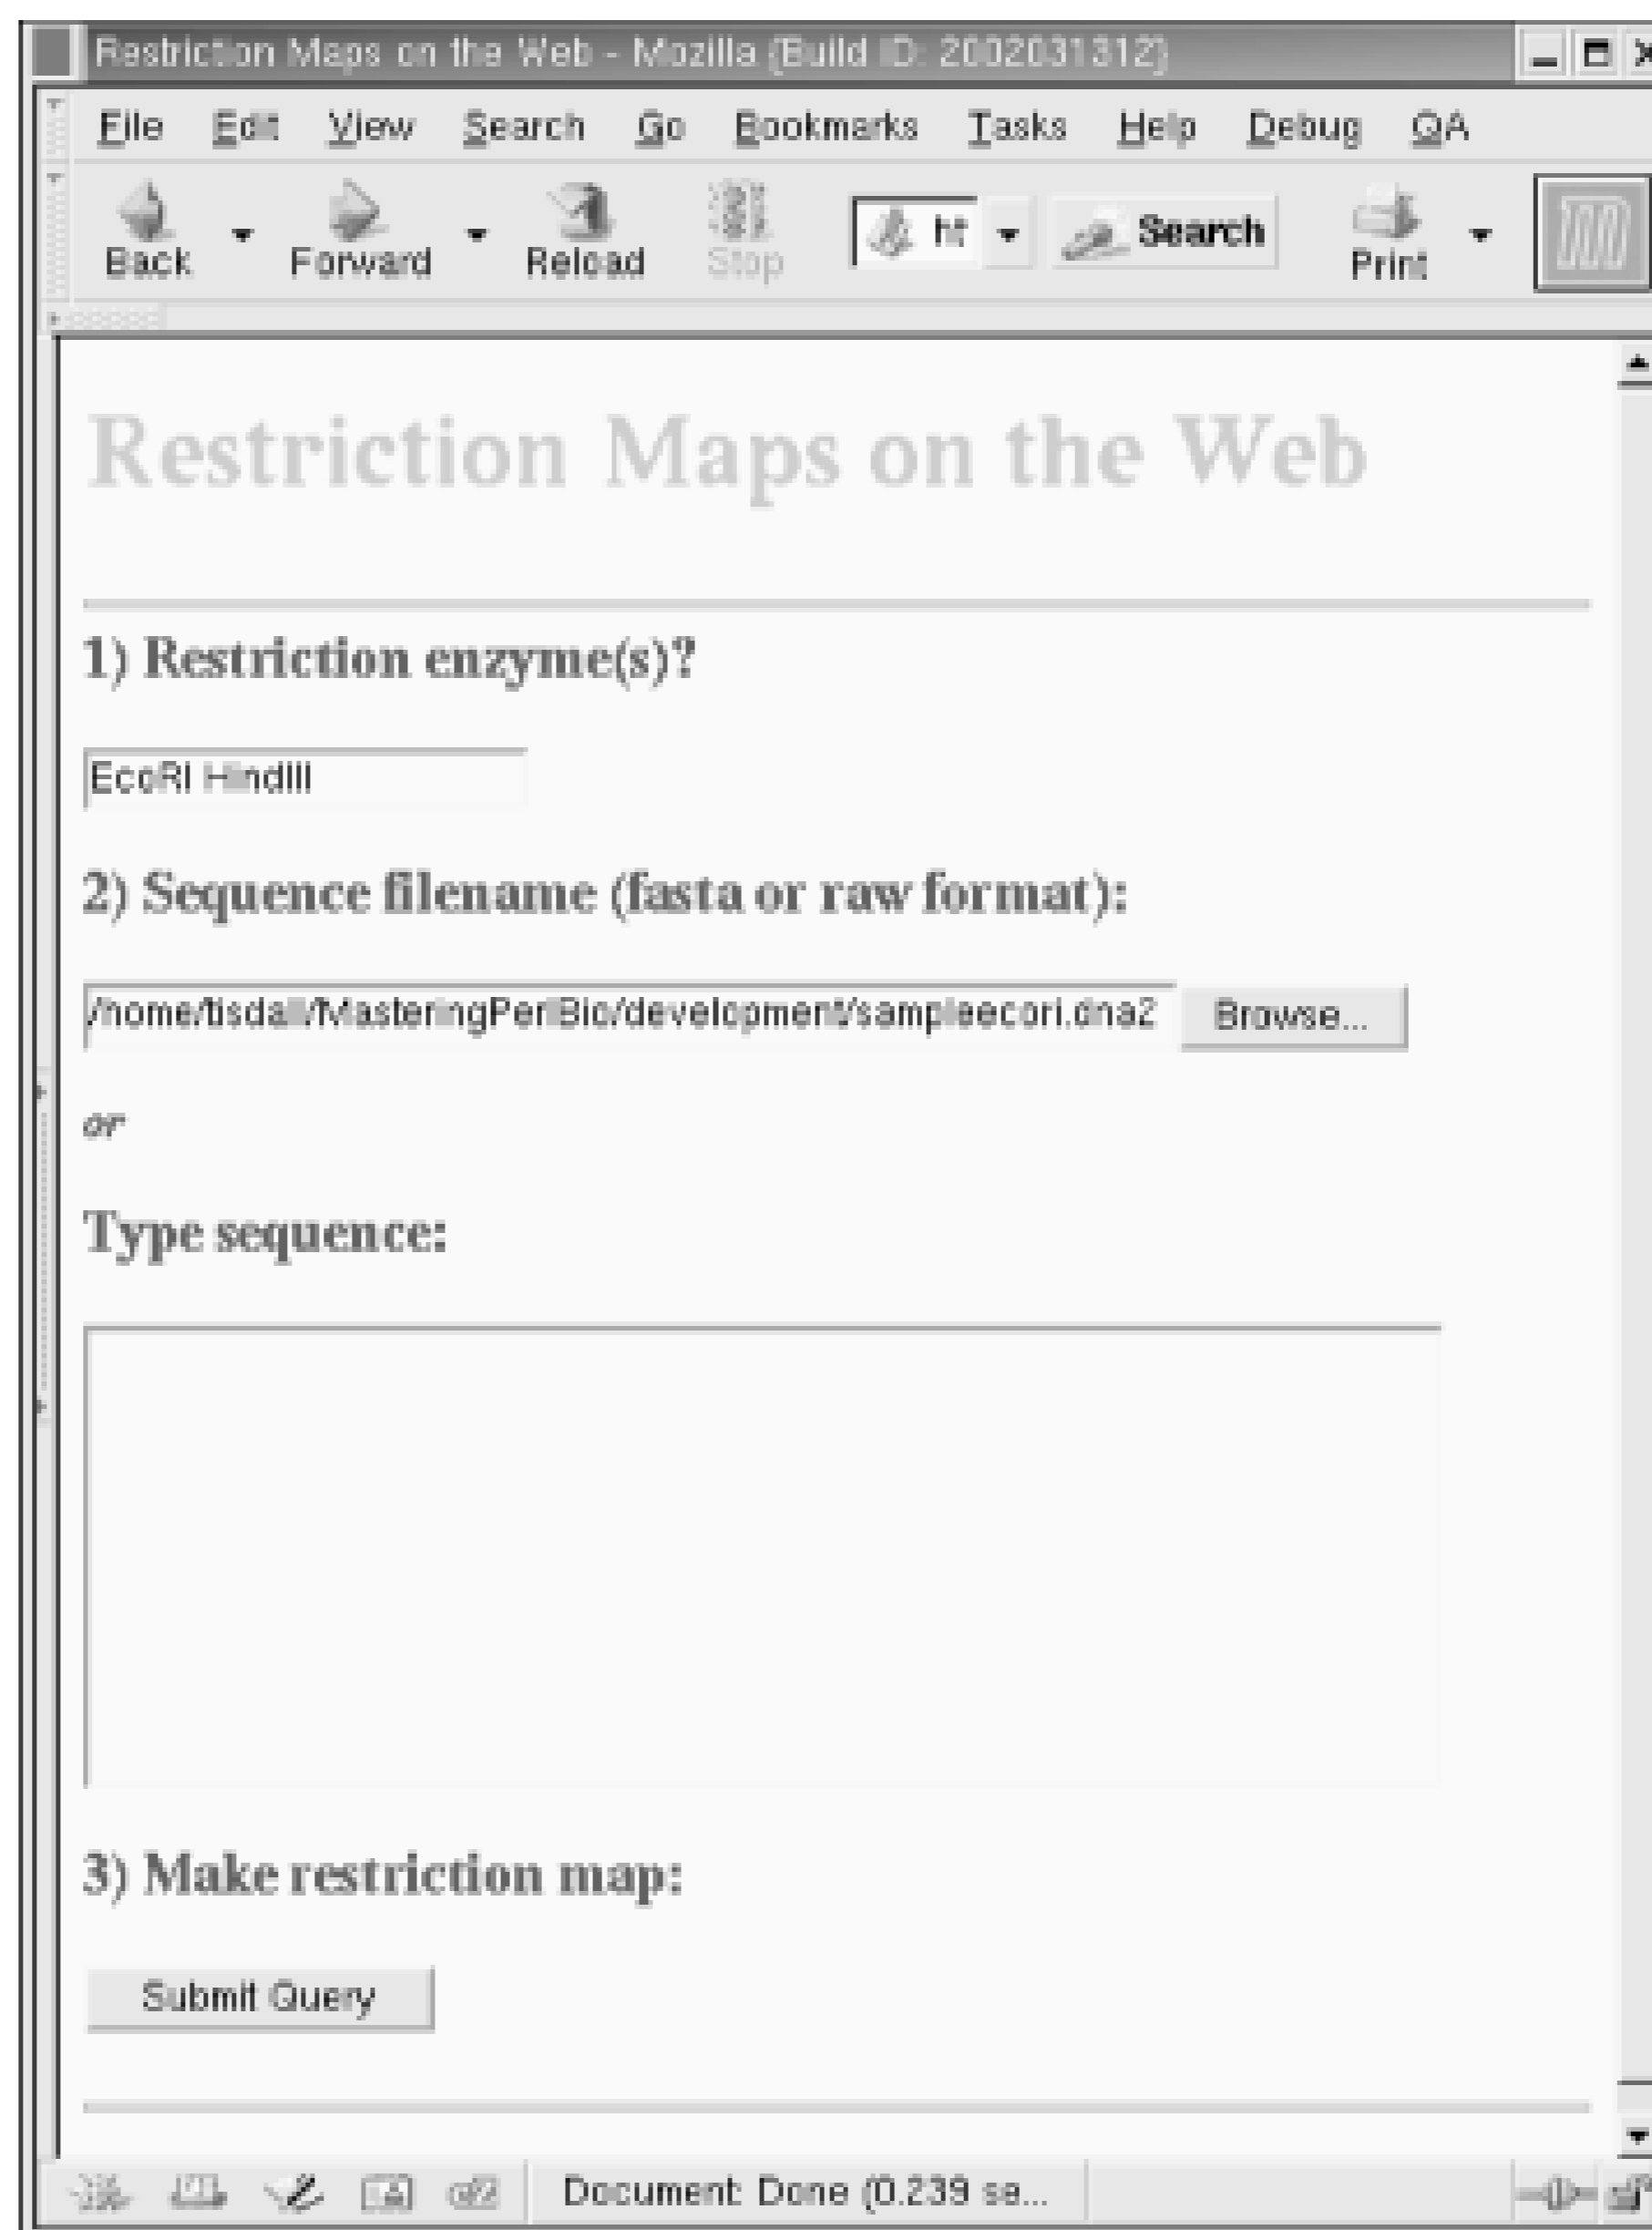 Restriction Maps on the Web - Mozilla {Build ID: 2002031312}
File Edit View Search Go Bookmarks Tasks Help Debug QA
Back Forward Reload Stop ht Search Print
Restriction Maps on the Web
1) Restriction enzyme(s)?
EcoRI HindIII
2) Sequence filename (fasta or raw format):
/home/tisdall/MasteringPerlBio/development/sampleecori.dna2 Browse...
or
Type sequence:
3) Make restriction map:
Submit Query
Document: Done (0.239 se...